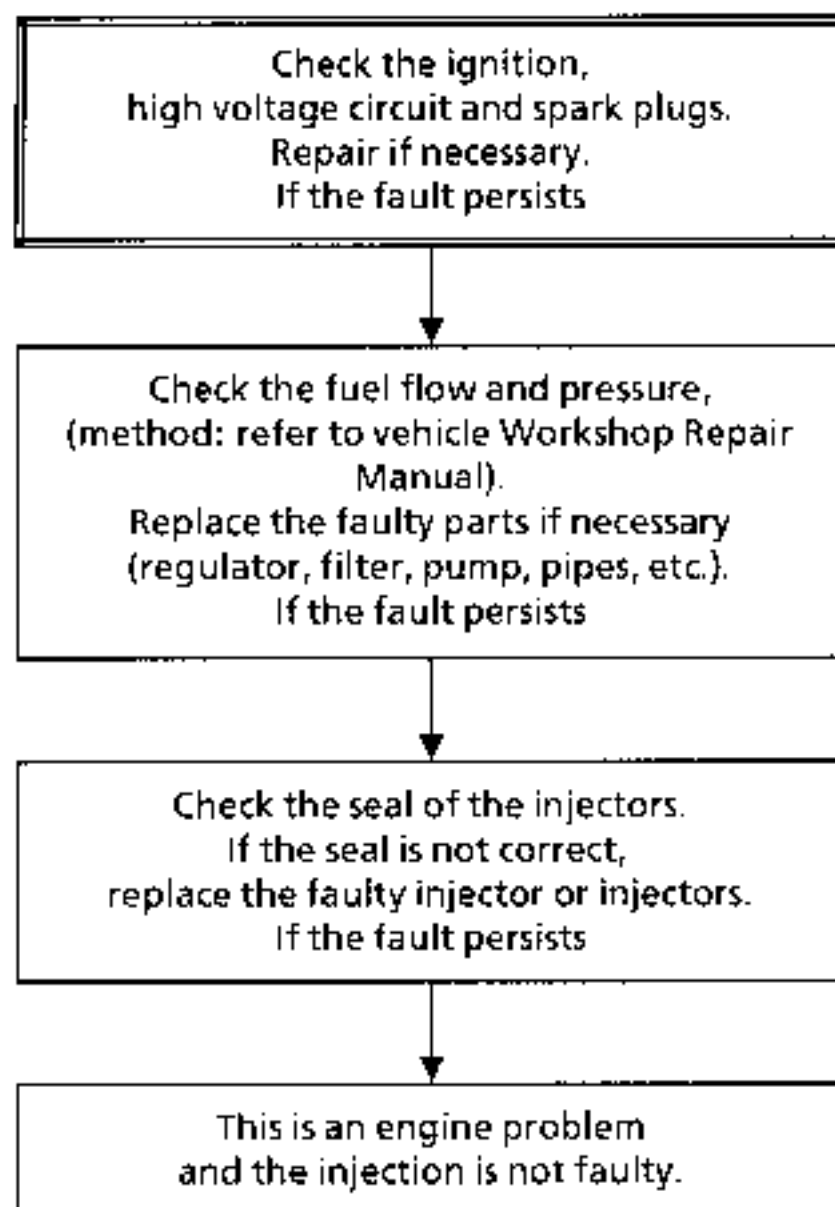 Check the ignition,
high voltage circuit and spark plugs.
Repair if necessary.
If the fault persists
Check the fuel flow and pressure,
(method: refer to vehicle Workshop Repair
Manual).
Replace the faulty parts if necessary
(regulator, filter, pump, pipes, etc.).
If the fault persists
Check the seal of the injectors.
If the seal is not correct,
replace the faulty injector or injectors.
If the fault persists
This is an engine problem
and the injection is not faulty.